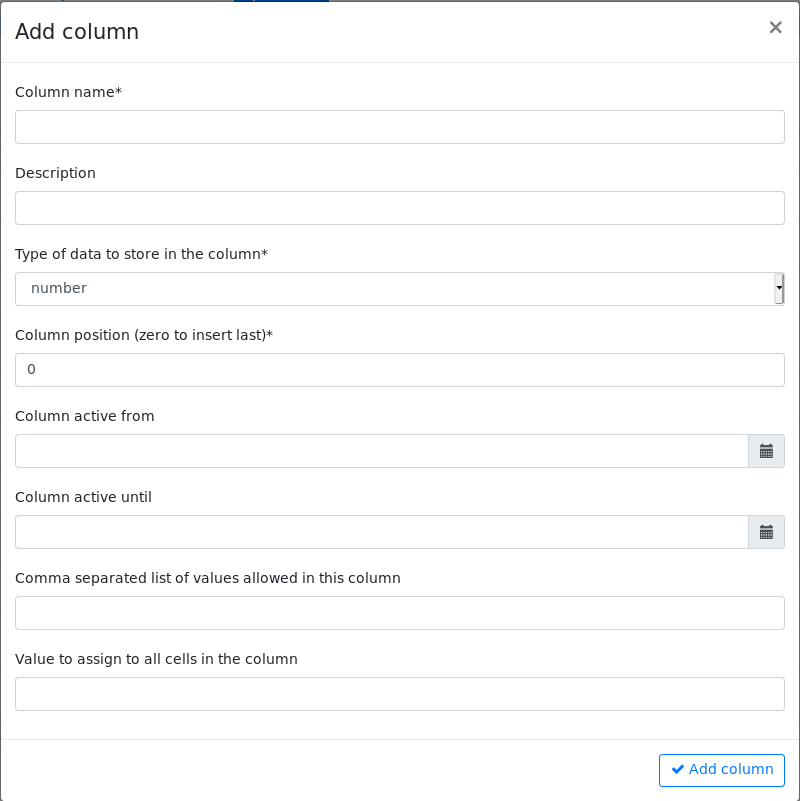 Add column
×
Column name*
Description
Type of data to store in the column*
number
Column position (zero to insert last)*
0
Column active from
Column active until
Comma separated list of values allowed in this column
Value to assign to all cells in the column
Add column